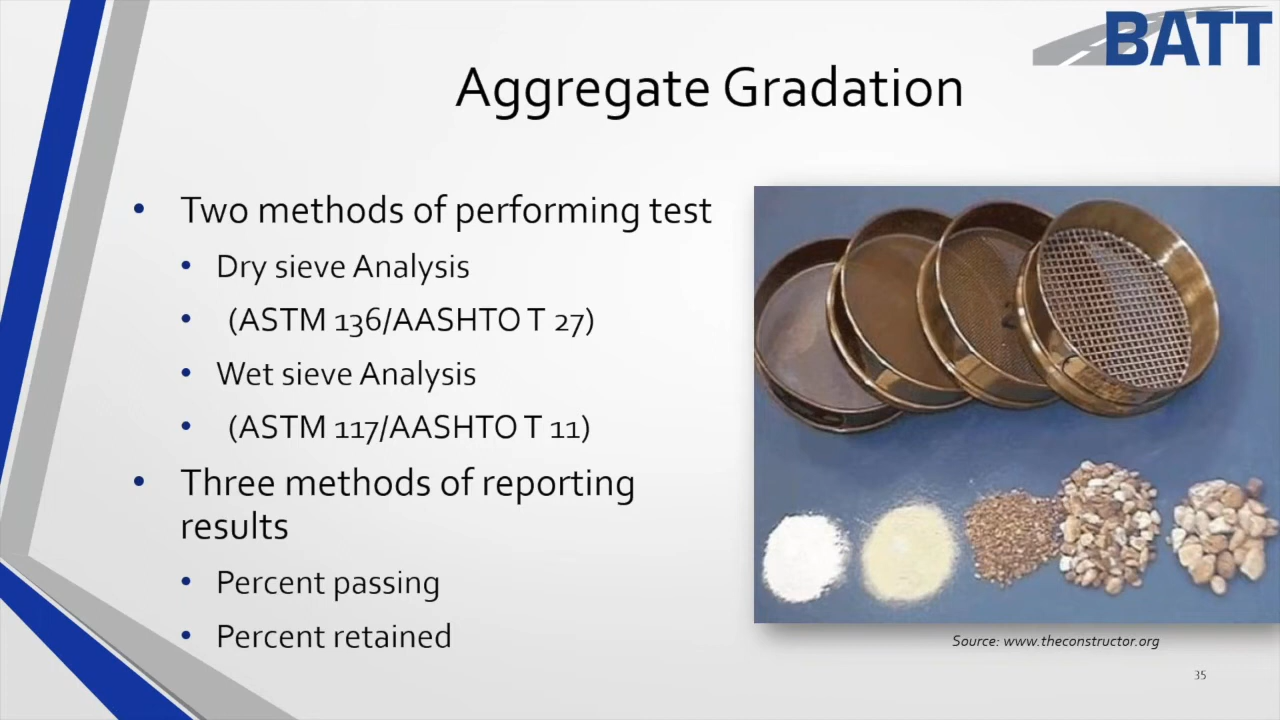 BATT
Aggregate Gradation
• Two methods of performing test
• Dry sieve Analysis
• (ASTM 136/AASHTO T 27)
• Wet sieve Analysis
• (ASTM 117/AASHTO T 11)
• Three methods of reporting
results
• Percent passing
• Percent retained
Source: www.theconstructor.org
35